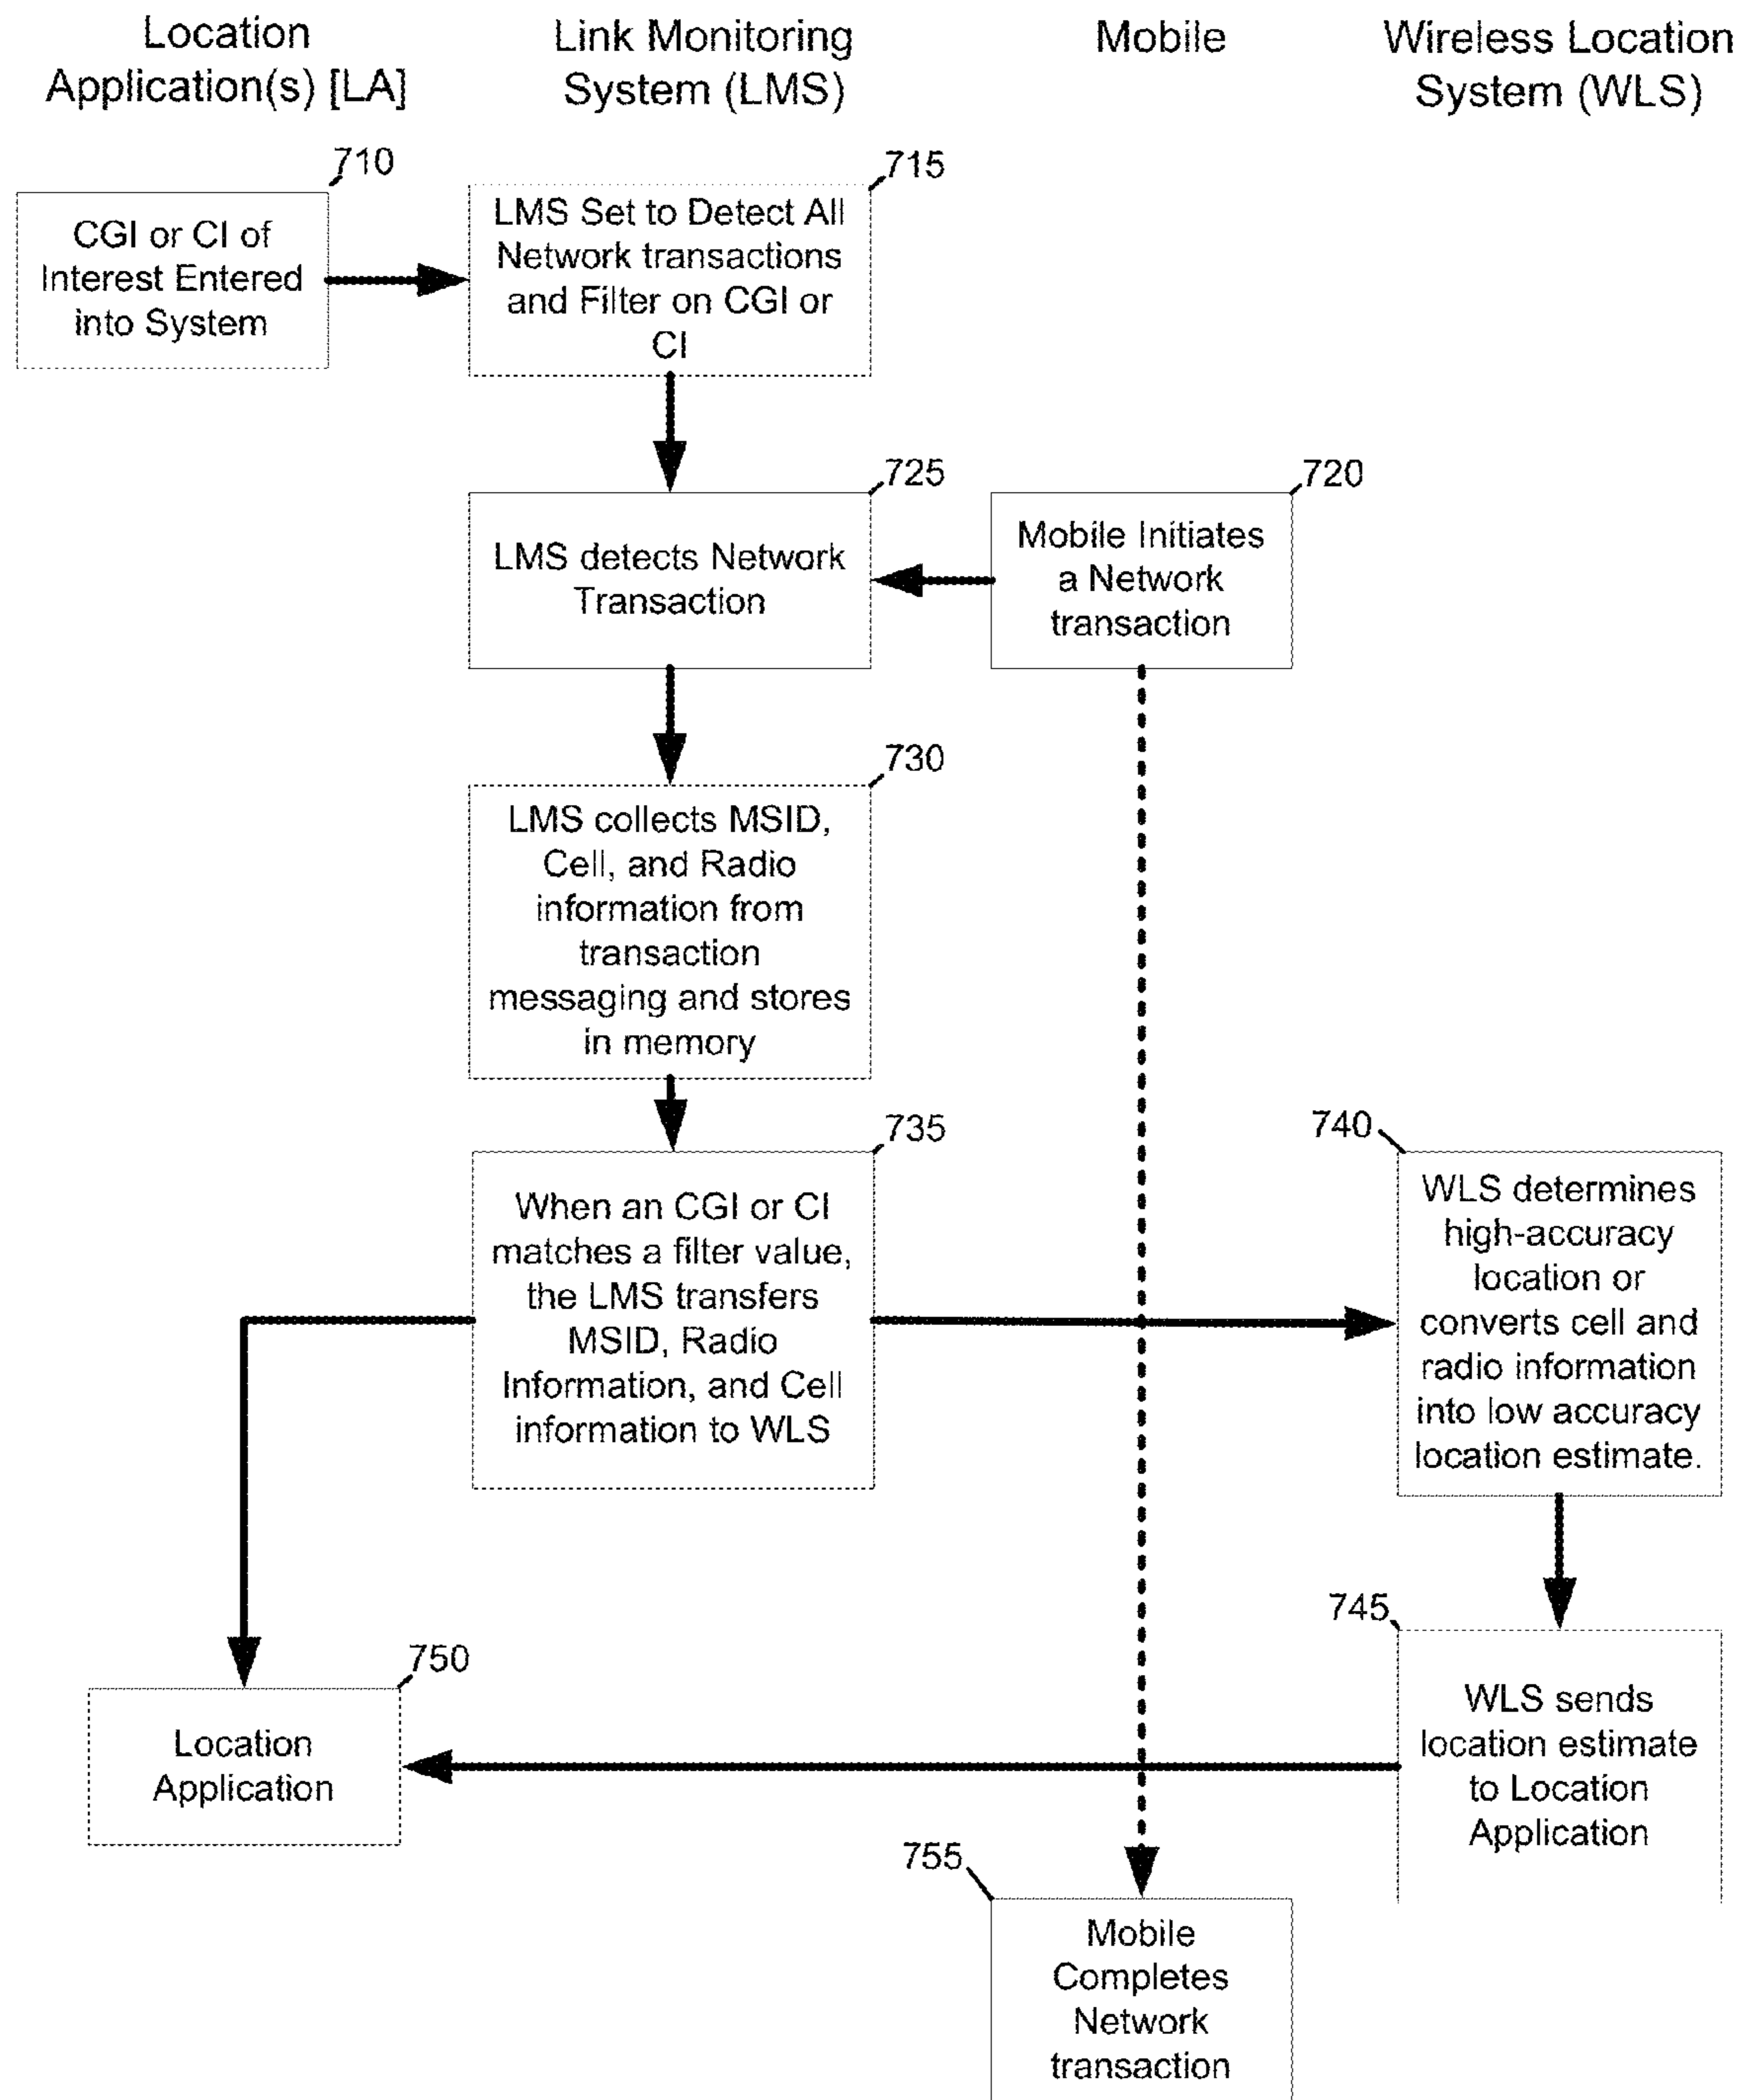 Location
Application(s) [LA]
Link Monitoring
System (LMS)
Mobile
Wireless Location
System (WLS)
710
CGI or CI of
Interest Entered
into System
715
LMS Set to Detect All
Network transactions
and Filter on CGI or
CI
725
LMS detects Network
Transaction
720
Mobile Initiates
a Network
transaction
730
LMS collects MSID,
Cell, and Radio
information from
transaction
messaging and stores
in memory
735
When an CGI or CI
matches a filter value,
the LMS transfers
MSID, Radio
Information, and Cell
information to WLS
740
WLS determines
high-accuracy
location or
converts cell and
radio information
into low accuracy
location estimate.
745
WLS sends
location estimate
to Location
Application
750
Location
Application
755
Mobile
Completes
Network
transaction